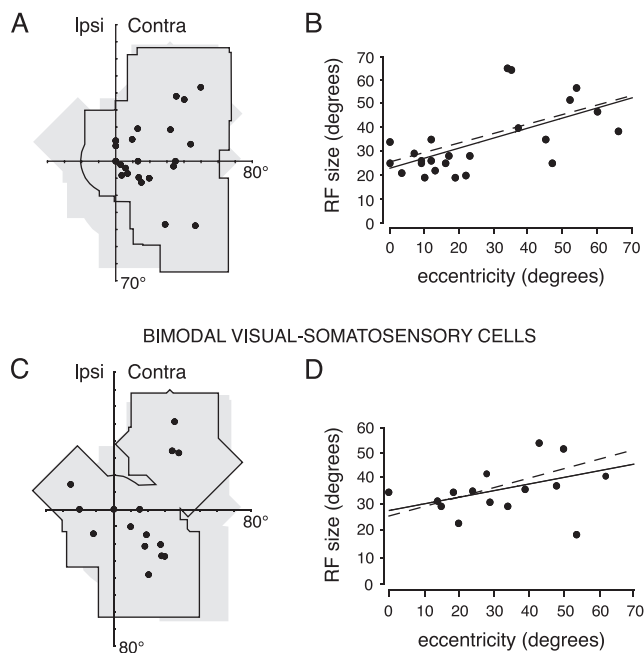 A
Ipsi Contra
80°
70°
B
RF size (degrees)
70
60
50
40
30
20
10
0
0 10 20 30 40 50 60 70
eccentricity (degrees)
BIMODAL VISUAL-SOMATOSENSORY CELLS
C
Ipsi Contra
80°
80°
D
RF size (degrees)
60
50
40
30
20
10
0
0 10 20 30 40 50 60 70
eccentricity (degrees)